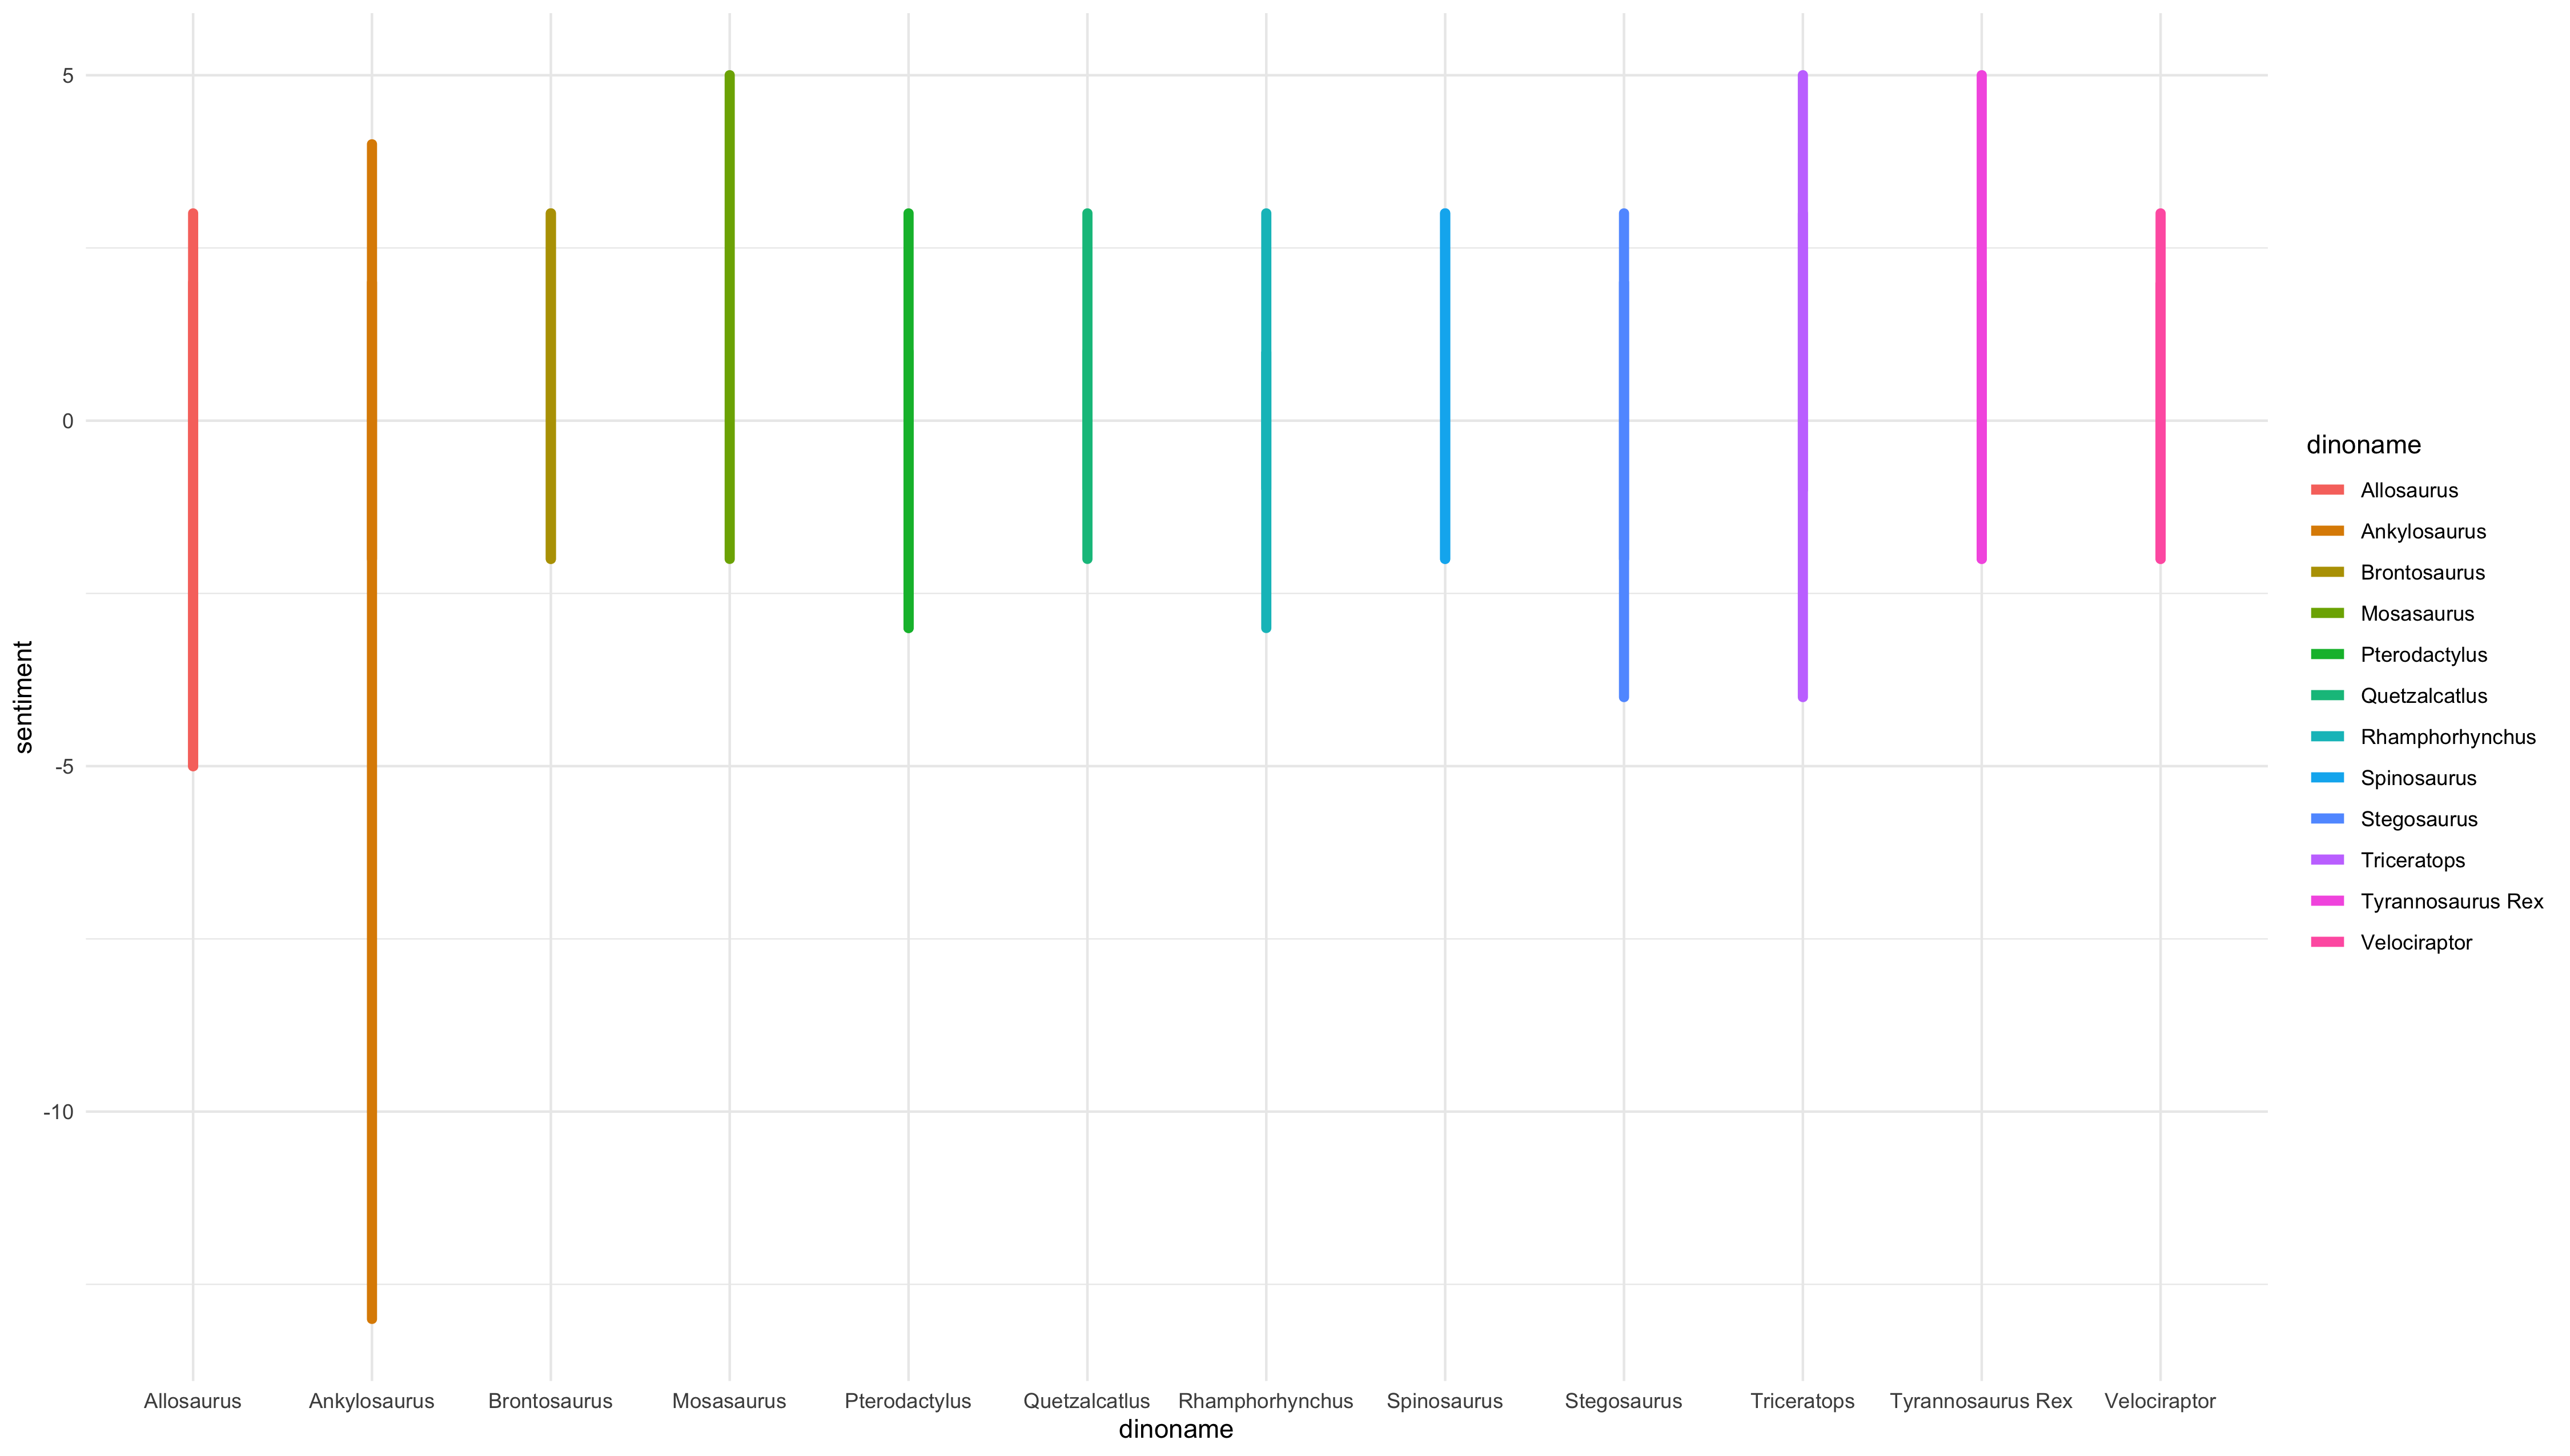 5
0
-5
-10
sentiment
Allosaurus Ankylosaurus Brontosaurus Mosasaurus Pterodactylus Quetzalcatlus Rhamphorhynchus Spinosaurus Stegosaurus Triceratops Tyrannosaurus Rex Velociraptor
dinoname
dinoname
Allosaurus
Ankylosaurus
Brontosaurus
Mosasaurus
Pterodactylus
Quetzalcatlus
Rhamphorhynchus
Spinosaurus
Stegosaurus
Triceratops
Tyrannosaurus Rex
Velociraptor